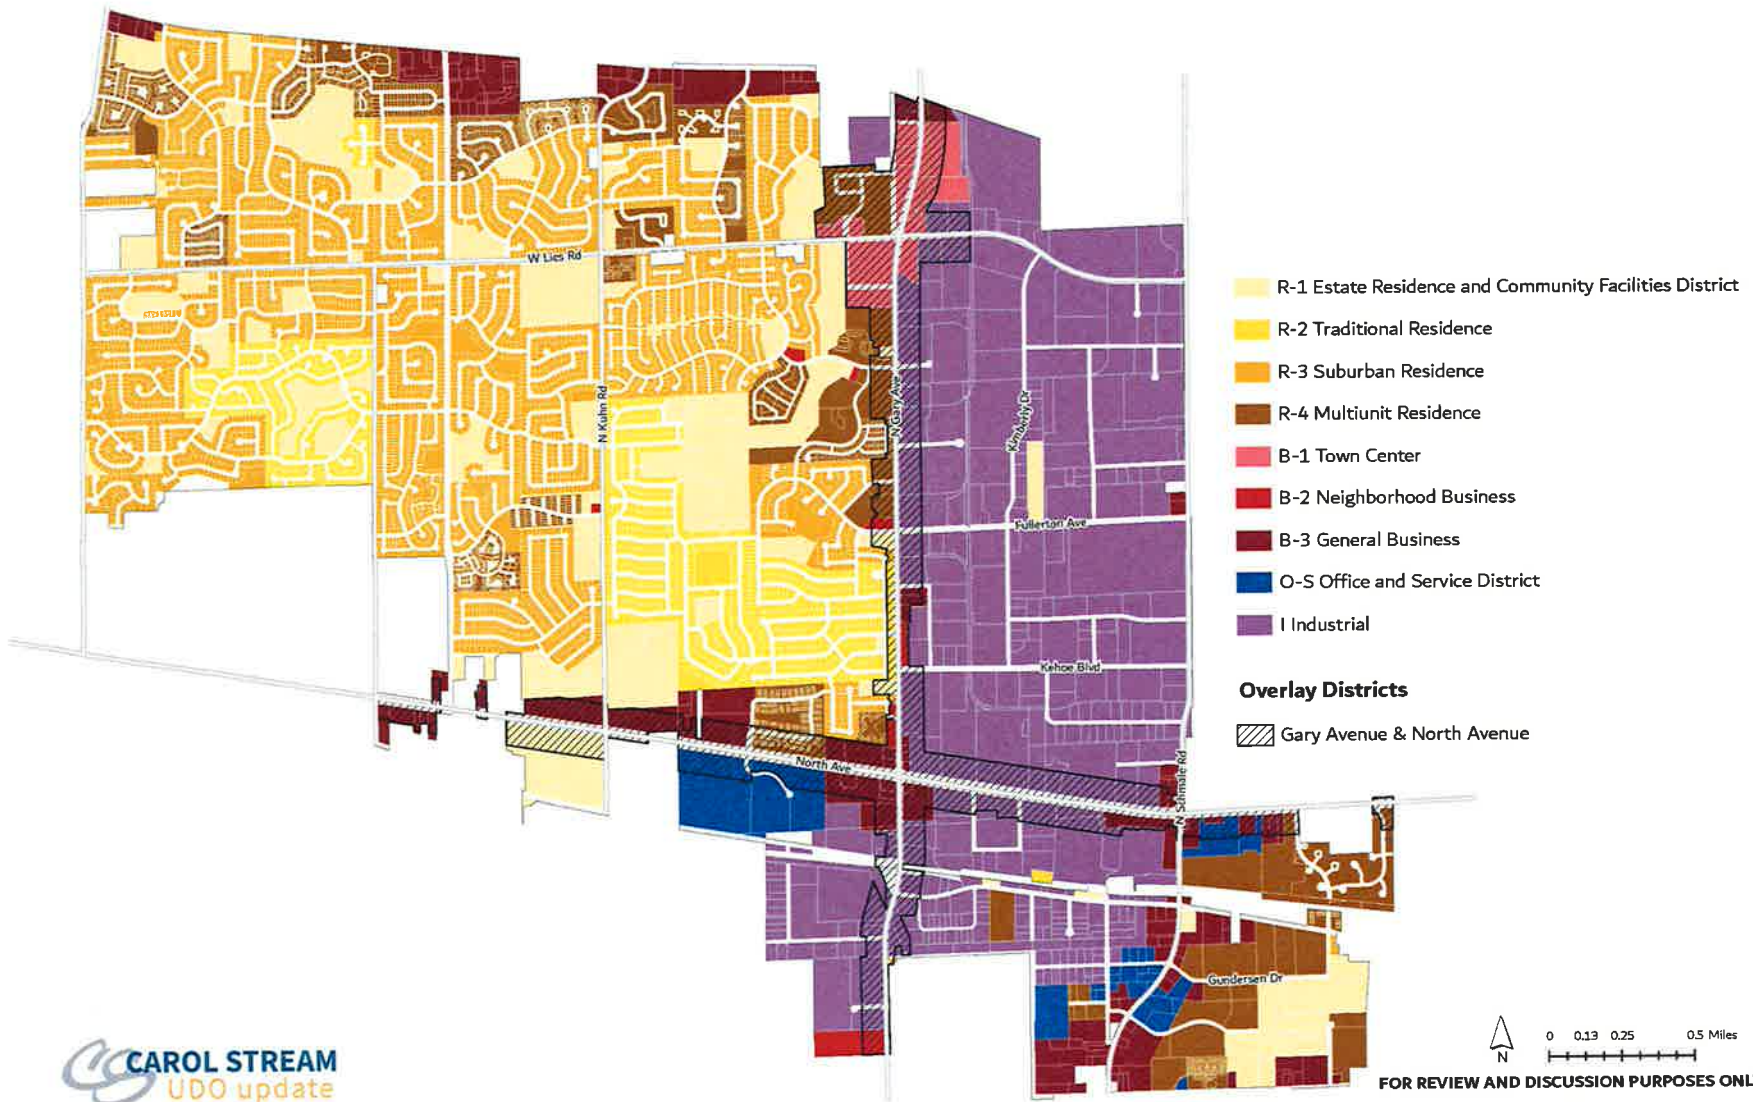 W Lies Rd
N Kuhn Rd
N Gary Ave
Kimberly Dr
Fullerton Ave
Kehoe Blvd
North Ave
N Schmale Rd
Gundersen Dr
R-1 Estate Residence and Community Facilities District
R-2 Traditional Residence
R-3 Suburban Residence
R-4 Multiunit Residence
B-1 Town Center
B-2 Neighborhood Business
B-3 General Business
O-S Office and Service District
I Industrial
Overlay Districts
Gary Avenue & North Avenue
CS CAROL STREAM
UDO update
N
0 0.13 0.25 0.5 Miles
FOR REVIEW AND DISCUSSION PURPOSES ONL